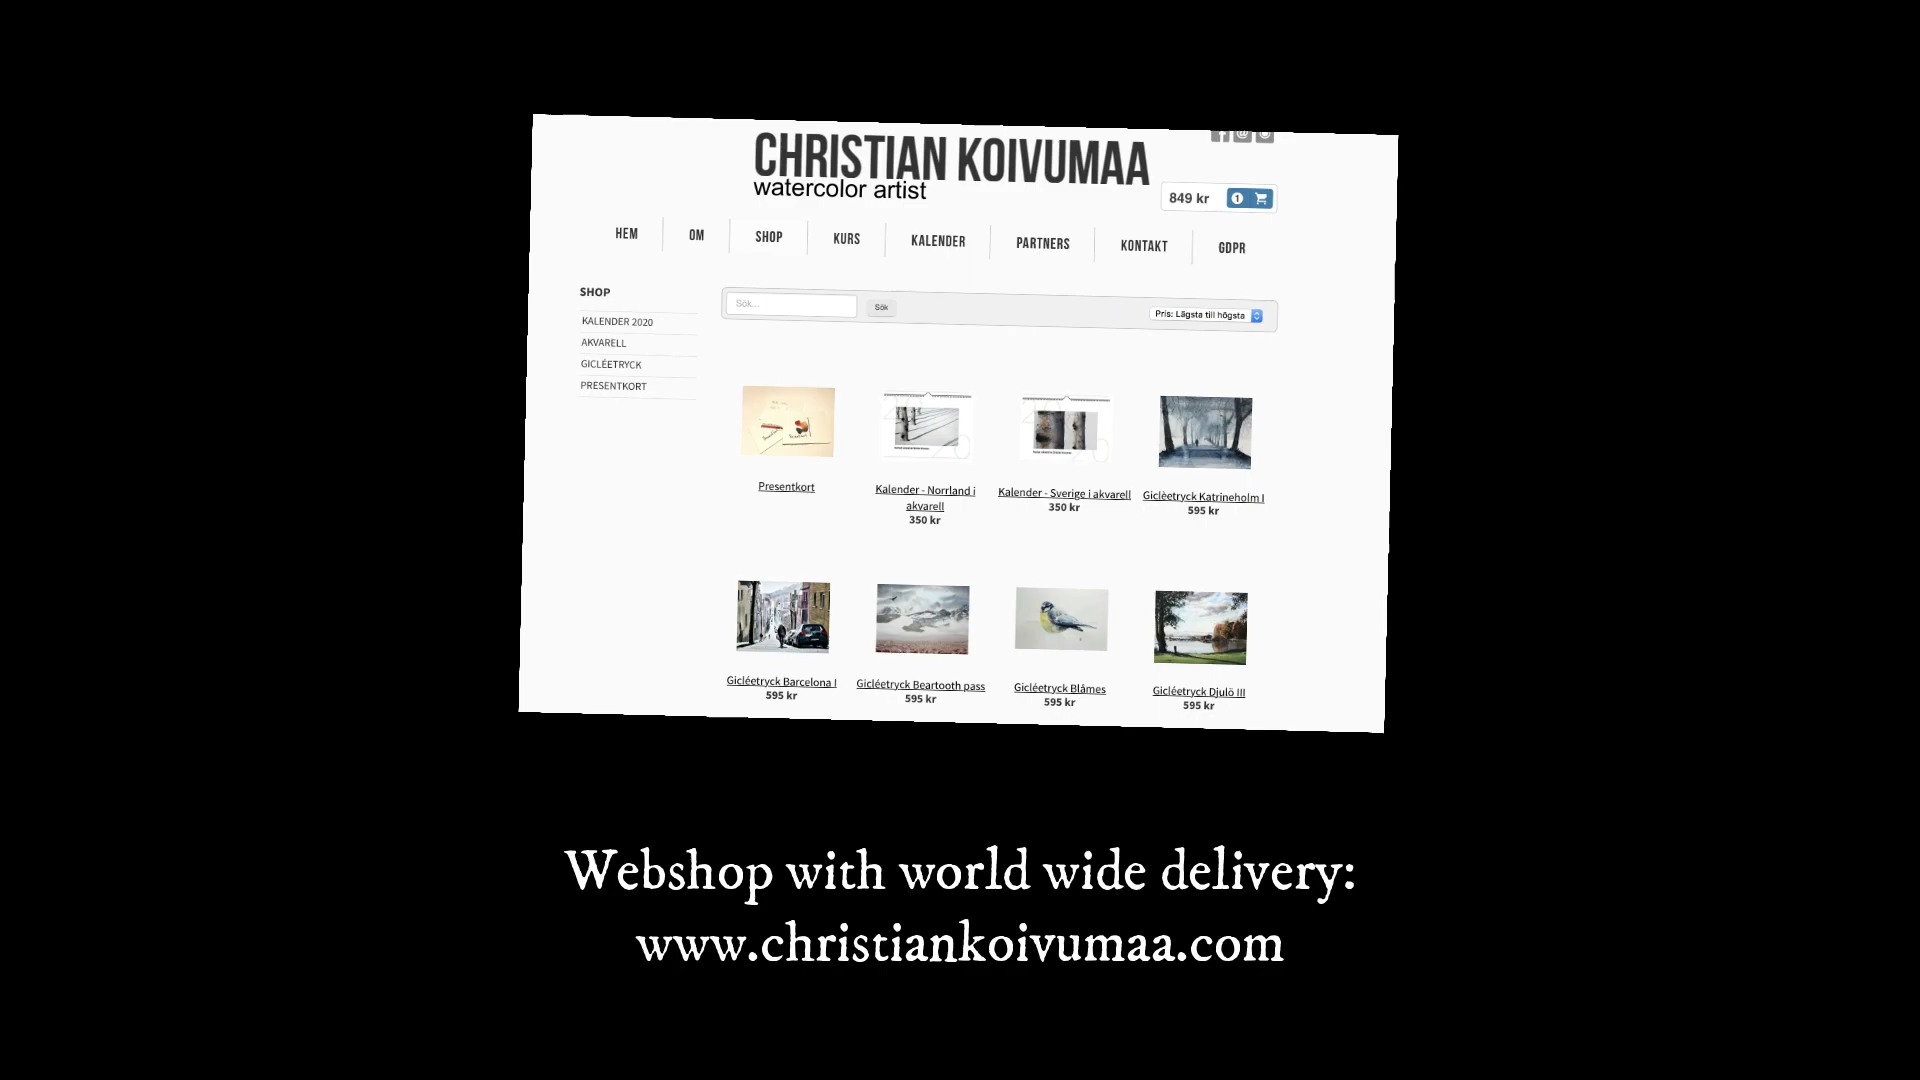 CHRISTIAN KOIVUMAA
watercolor artist
849 kr 1
HEM OM SHOP KURS KALENDER PARTNERS KONTAKT GDPR
SHOP
KALENDER 2020
AKVARELL
GICLÉETRYCK
PRESENTKORT
Sök... Sök Pris: Lägsta till högsta
Presentkort
Kalender - Norrland i
akvarell
350 kr
Kalender - Sverige i akvarell
350 kr
Giclèetryck Katrineholm I
595 kr
Gicléetryck Barcelona I
595 kr
Gicléetryck Beartooth pass
595 kr
Gicléetryck Blåmes
595 kr
Gicléetryck Djulö III
595 kr
Webshop with world wide delivery:
www.christiankoivumaa.com